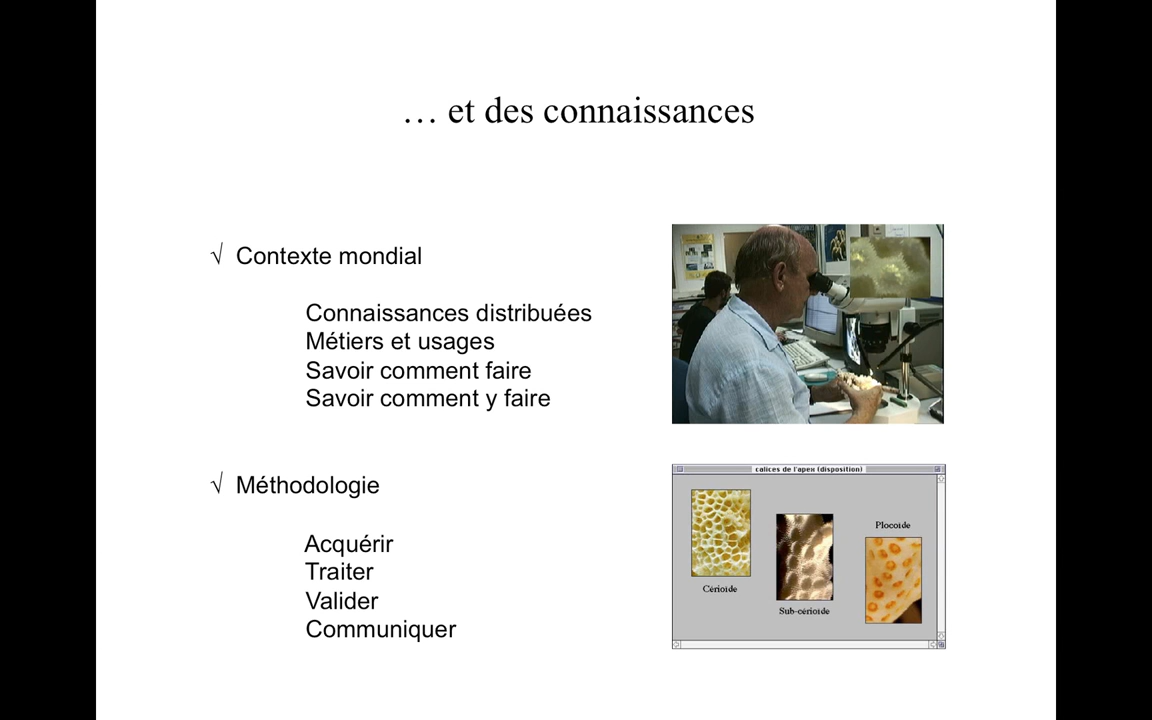 … et des connaissances
√ Contexte mondial
Connaissances distribuées
Métiers et usages
Savoir comment faire
Savoir comment y faire
√ Méthodologie
Acquérir
Traiter
Valider
Communiquer
calices de l'apex (disposition)
Cérioïde
Sub-cérioïde
Plocoïde